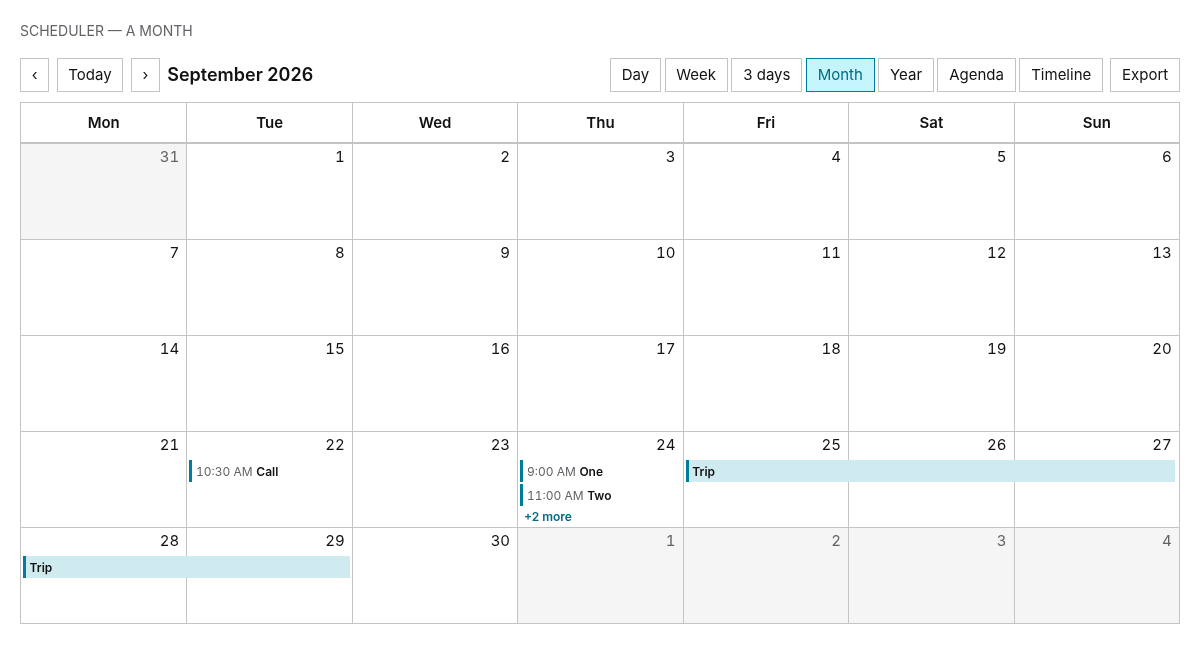 SCHEDULER — A MONTH
‹ Today › September 2026 Day Week 3 days Month Year Agenda Timeline Export
Mon Tue Wed Thu Fri Sat Sun
31 1 2 3 4 5 6
7 8 9 10 11 12 13
14 15 16 17 18 19 20
21 22 23 24 25 26 27
10:30 AM Call 9:00 AM One Trip
11:00 AM Two
+2 more
28 29 30 1 2 3 4
Trip